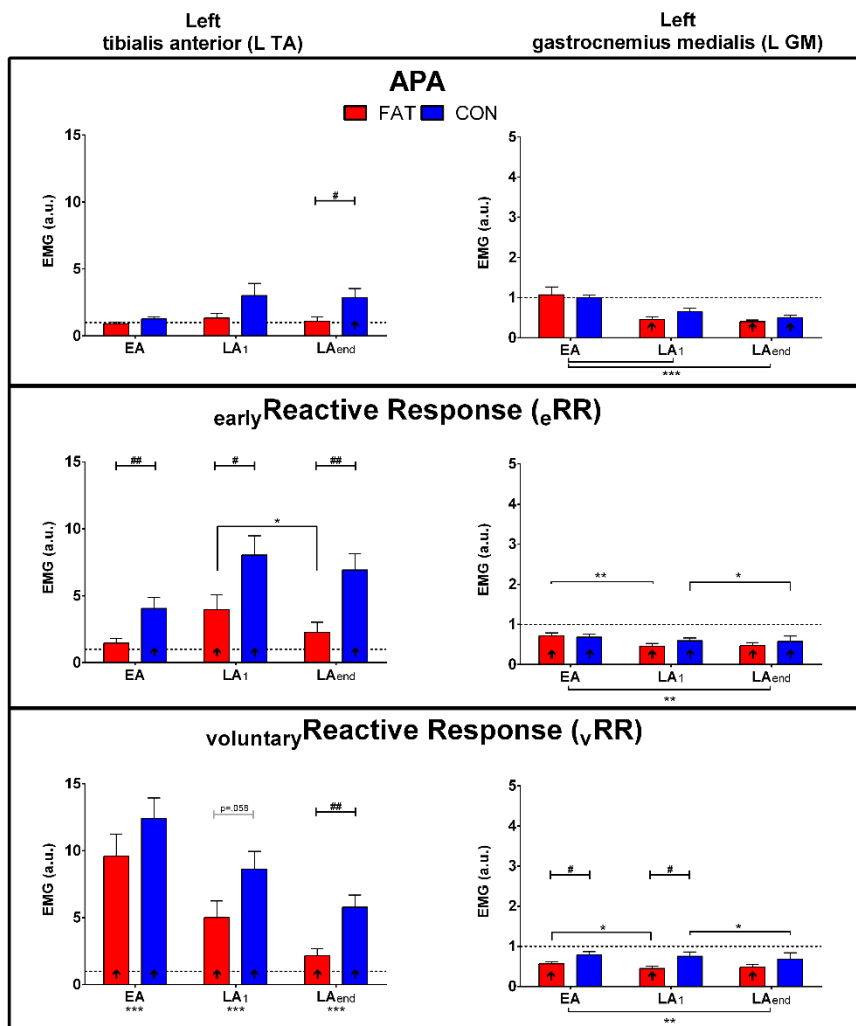 Left
tibialis anterior (L TA)
Left
gastrocnemius medialis (L GM)
APA
FAT CON
EMG (a.u.)
15
10
5
0
#
EA LA1 LAend
EMG (a.u.)
5
4
3
2
1
0
EA LA1 LAend
***
earlyReactive Response (eRR)
EMG (a.u.)
15
10
5
0
## # ##
*
EA LA1 LAend
EMG (a.u.)
5
4
3
2
1
0
** *
EA LA1 LAend
**
voluntaryReactive Response (vRR)
EMG (a.u.)
15
10
5
0
p=.058 ##
EA LA1 LAend
*** *** ***
EMG (a.u.)
5
4
3
2
1
0
# #
* *
EA LA1 LAend
**